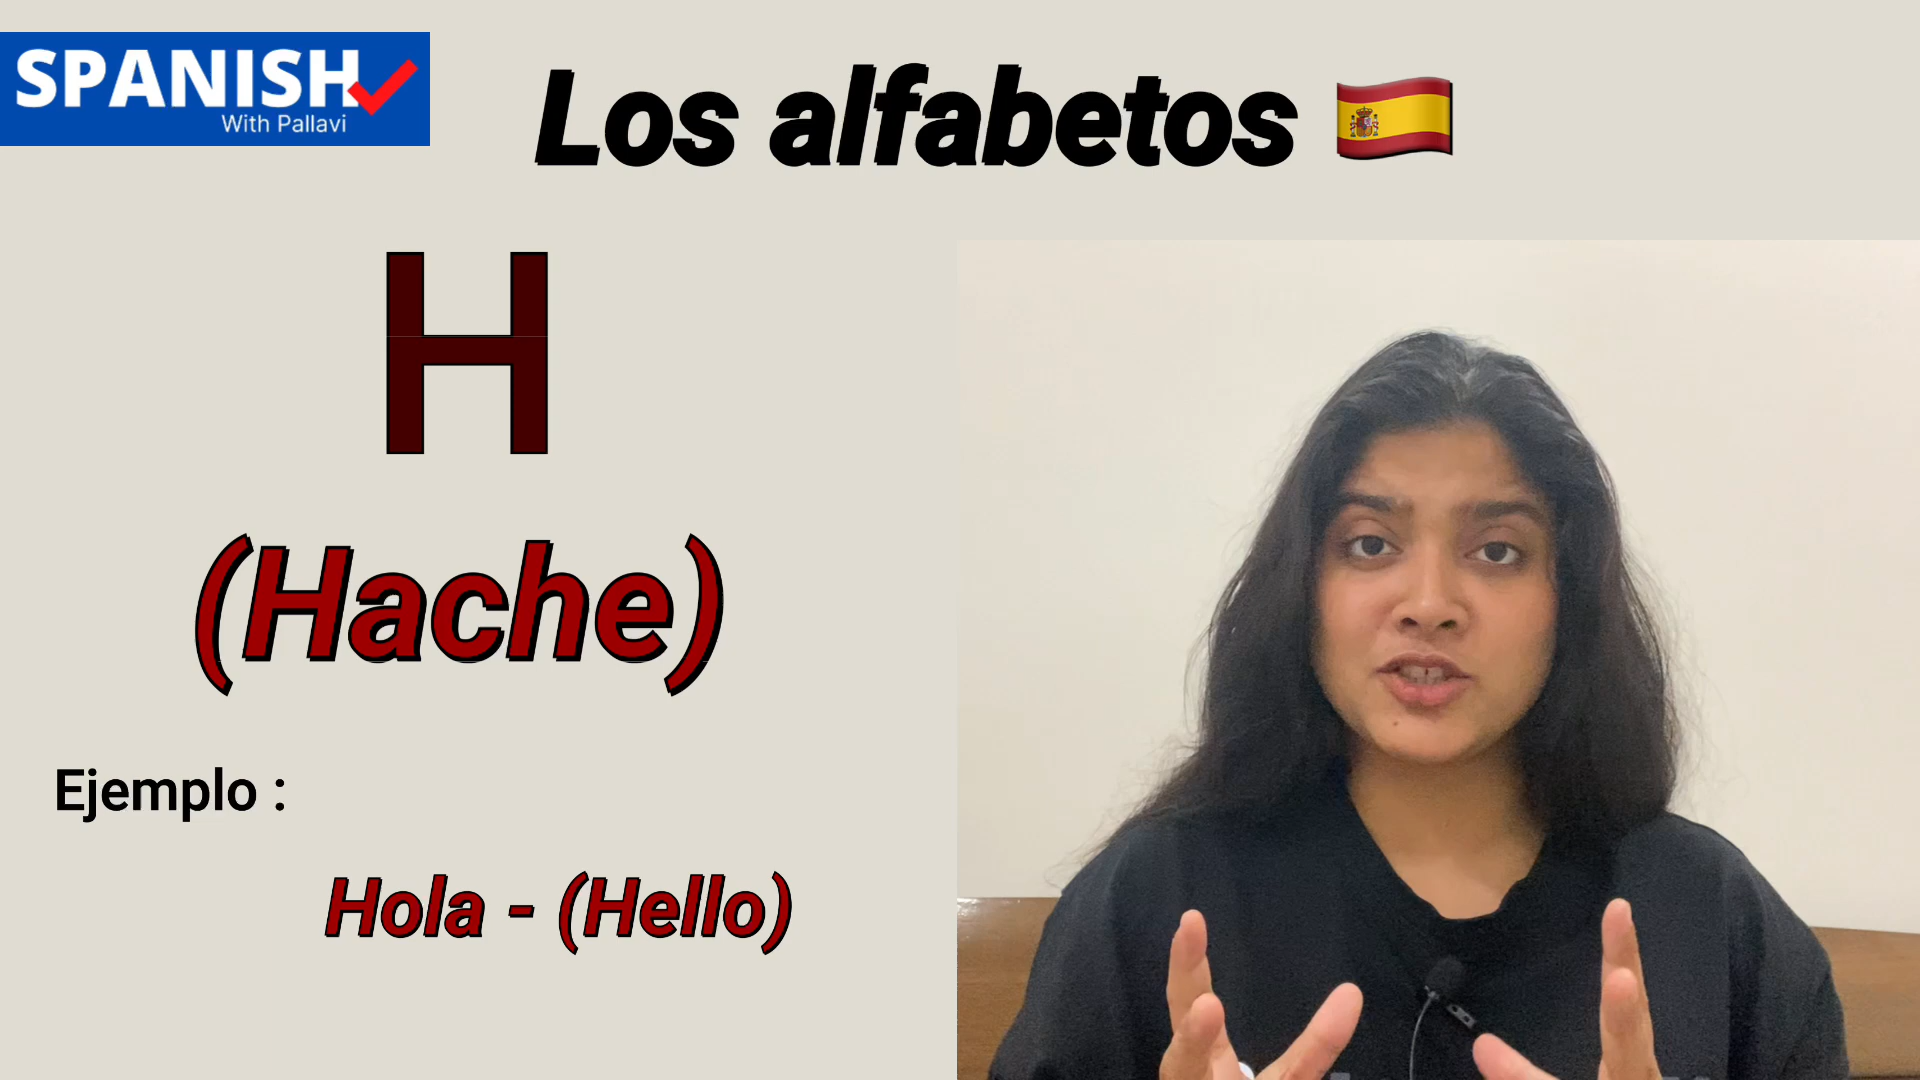 SPANISH
With Pallavi
Los alfabetos 🇪🇸
H
(Hache)
Ejemplo :
Hola - (Hello)